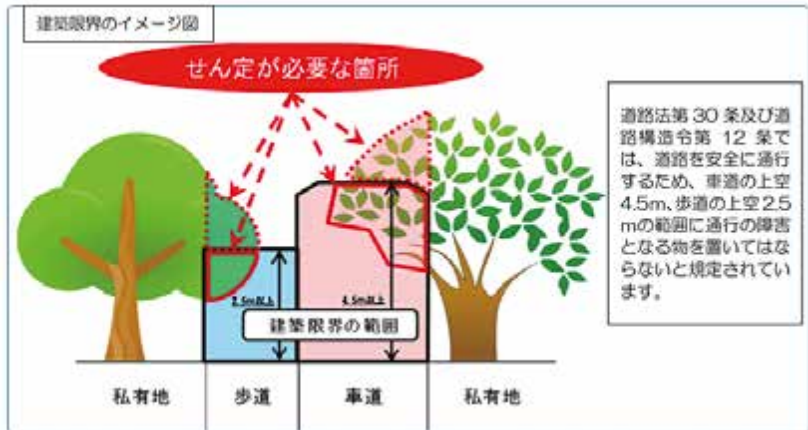 建築限界のイメージ図
せん定が必要な箇所
道路法第30条及び道
路構造令第12条で
は、道路を安全に通行
するため、車道の上空
4.5m、歩道の上空2.5
mの範囲に通行の障害
となる物を置いてはな
らないと規定されてい
ます。
2.5m以上
4.5m以上
建築限界の範囲
私有地
歩道
車道
私有地